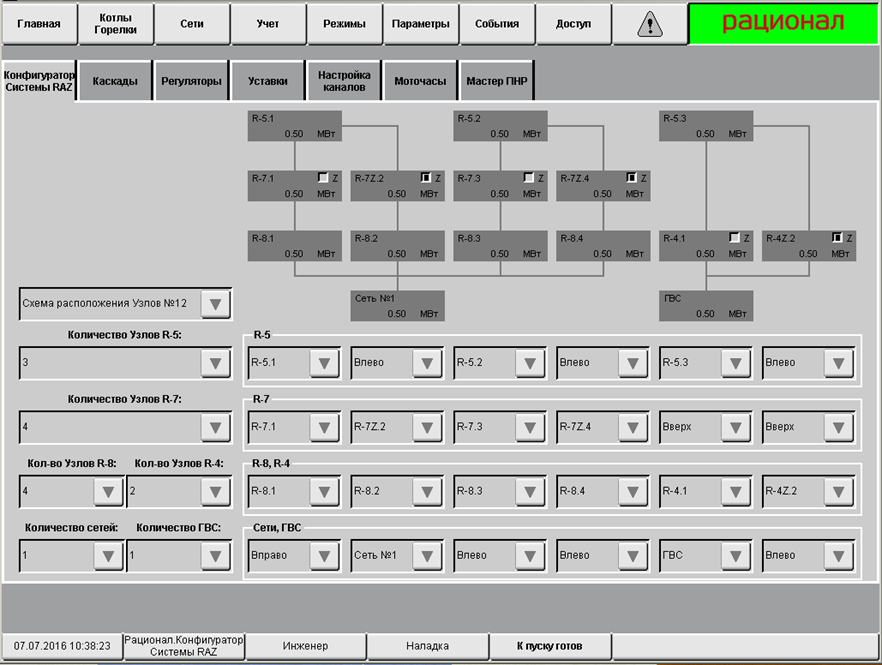 Главная
Котлы
Горелки
Сети
Учет
Режимы
Параметры
События
Доступ
рационал
Конфигуратор
Системы RAZ
Каскады
Регуляторы
Уставки
Настройка
каналов
Моточасы
Мастер ПНР
R-5.1
0.50 МВт
R-5.2
0.50 МВт
R-5.3
0.50 МВт
R-7.1 Z
0.50 МВт
R-7Z.2 Z
0.50 МВт
R-7.3 Z
0.50 МВт
R-7Z.4 Z
0.50 МВт
R-8.1
0.50 МВт
R-8.2
0.50 МВт
R-8.3
0.50 МВт
R-8.4
0.50 МВт
R-4.1 Z
0.50 МВт
R-4Z.2 Z
0.50 МВт
Сеть №1
0.50 МВт
ГВС
0.50 МВт
Схема расположения Узлов №12
Количество Узлов R-5:
3
R-5
R-5.1 Влево R-5.2 Влево R-5.3 Влево
Количество Узлов R-7:
4
R-7
R-7.1 R-7Z.2 R-7.3 R-7Z.4 Вверх Вверх
Кол-во Узлов R-8: Кол-во Узлов R-4:
4 2
R-8, R-4
R-8.1 R-8.2 R-8.3 R-8.4 R-4.1 R-4Z.2
Количество сетей: Количество ГВС:
1 1
Сети, ГВС
Вправо Сеть №1 Влево Влево ГВС Влево
07.07.2016 10:38:23
Рационал.Конфигуратор
Системы RAZ
Инженер
Наладка
К пуску готов